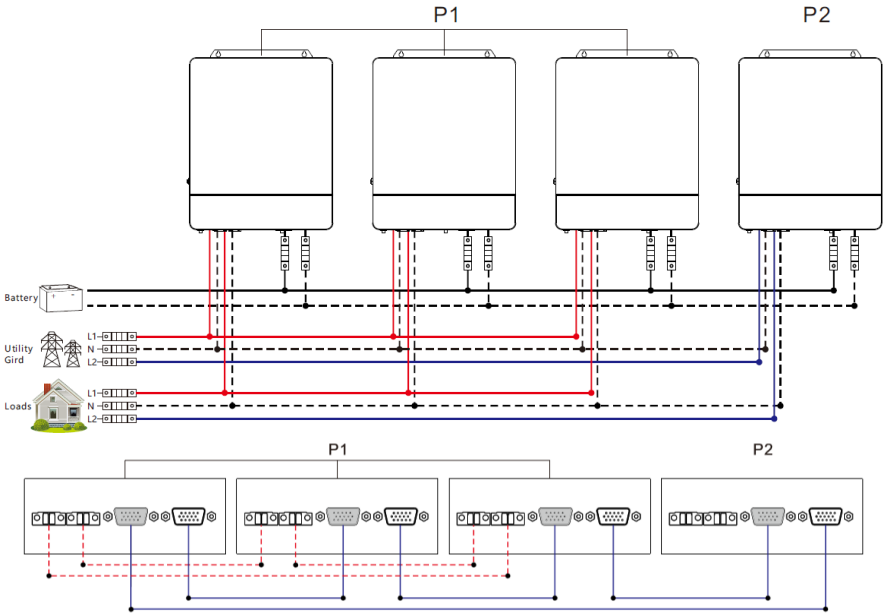 P1 P2
Battery
Utility
Gird
L1
N
L2
Loads
L1
N
L2
P1 P2